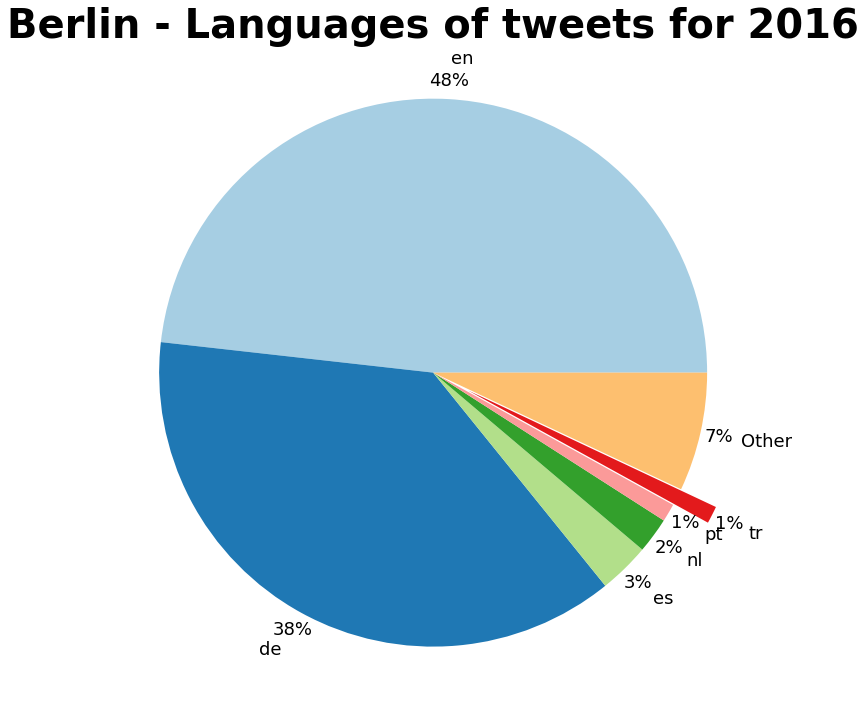 Berlin - Languages of tweets for 2016
en
48%
7%
Other
1%
pt
1%
tr
2%
nl
3%
es
38%
de